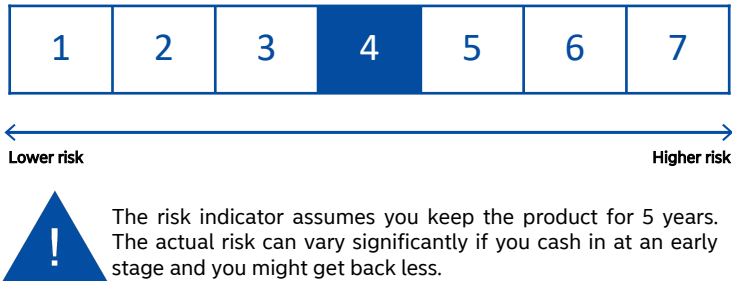 1 2 3 4 5 6 7
Lower risk Higher risk
!
The risk indicator assumes you keep the product for 5 years.
The actual risk can vary significantly if you cash in at an early
stage and you might get back less.